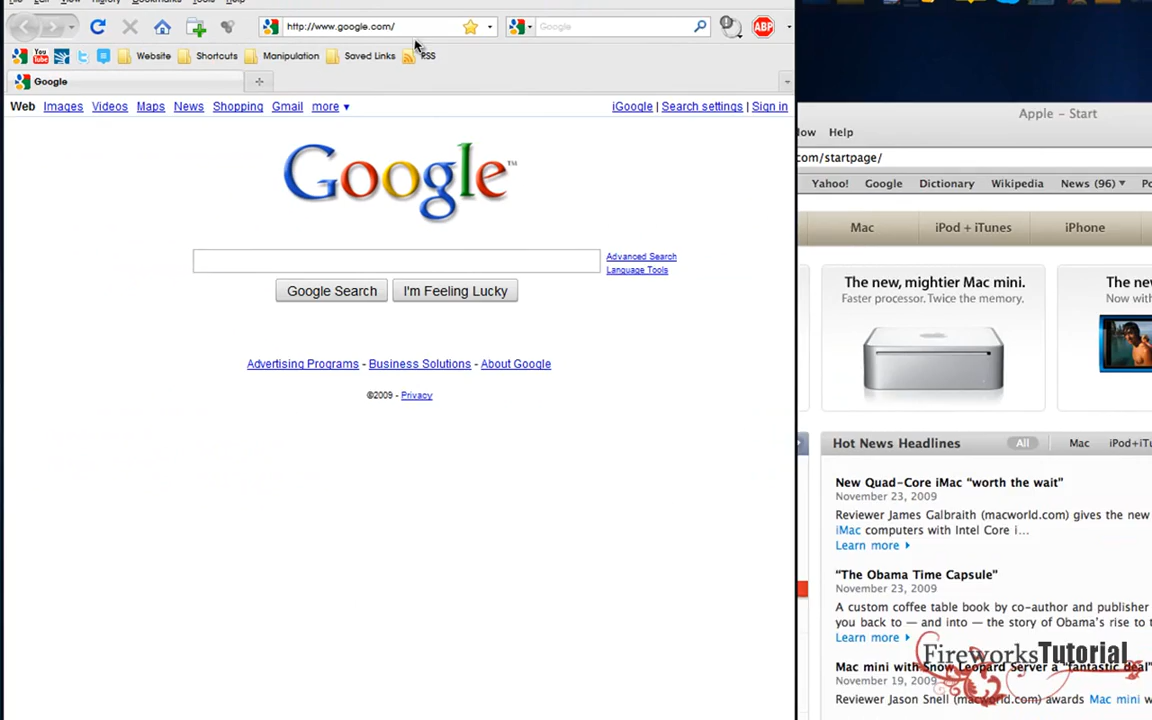 http://www.google.com/
Google
ABP
You
Tube
Website
Shortcuts
Manipulation
Saved Links
RSS
Google
Web
Images
Videos
Maps
News
Shopping
Gmail
more ▼
iGoogle | Search settings | Sign in
Google™
Advanced Search
Language Tools
Google Search
I'm Feeling Lucky
Advertising Programs - Business Solutions - About Google
©2009 - Privacy
Apple – Start
Help
com/startpage/
Yahoo!
Google
Dictionary
Wikipedia
News (96) ▼
Mac
iPod + iTunes
iPhone
The new, mightier Mac mini.
Faster processor. Twice the memory.
The new
Now with
Hot News Headlines
All
Mac
iPod+iTu
New Quad-Core iMac “worth the wait”
November 23, 2009
Reviewer James Galbraith (macworld.com) gives the new
iMac computers with Intel Core i…
Learn more
“The Obama Time Capsule”
November 23, 2009
A custom coffee table book by co-author and publisher
you back to — and into — the story of Obama’s rise to t
Learn more
FireworksTutorial
Mac mini with Snow Leopard Server a “fantastic deal”
November 19, 2009
Reviewer Jason Snell (macworld.com) awards Mac mini w